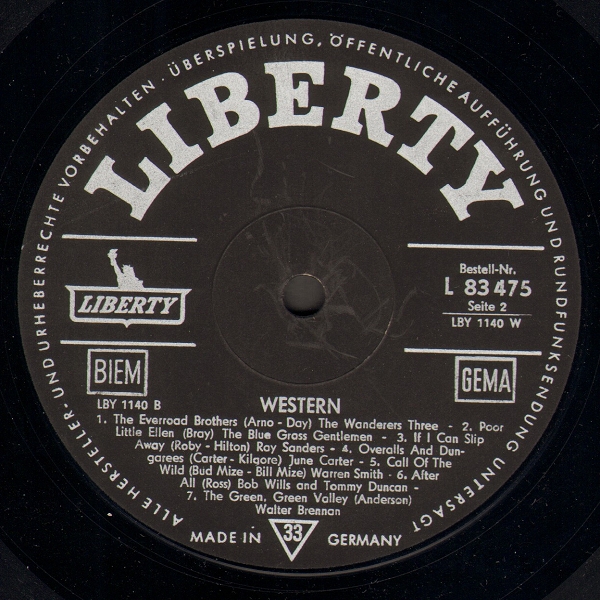 ALLE HERSTELLER- UND URHEBERRECHTE VORBEHALTEN · ÜBERSPIELUNG, ÖFFENTLICHE AUFFÜHRUNG UND RUNDFUNKSENDUNG UNTERSAGT
LIBERTY
LIBERTY
Bestell-Nr.
L 83 475
Seite 2
LBY 1140 W
BIEM
GEMA
LBY 1140 B
WESTERN
1. The Everroad Brothers (Arno - Day) The Wanderers Three - 2. Poor
Little Ellen (Bray) The Blue Grass Gentlemen - 3. If I Can Slip
Away (Roby - Hilton) Ray Sanders - 4. Overalls And Dun-
garees (Carter - Kilgore) June Carter - 5. Call Of The
Wild (Bud Mize - Bill Mize) Warren Smith - 6. After
All (Ross) Bob Wills and Tommy Duncan -
7. The Green, Green Valley (Anderson)
Walter Brennan
MADE IN 33 GERMANY